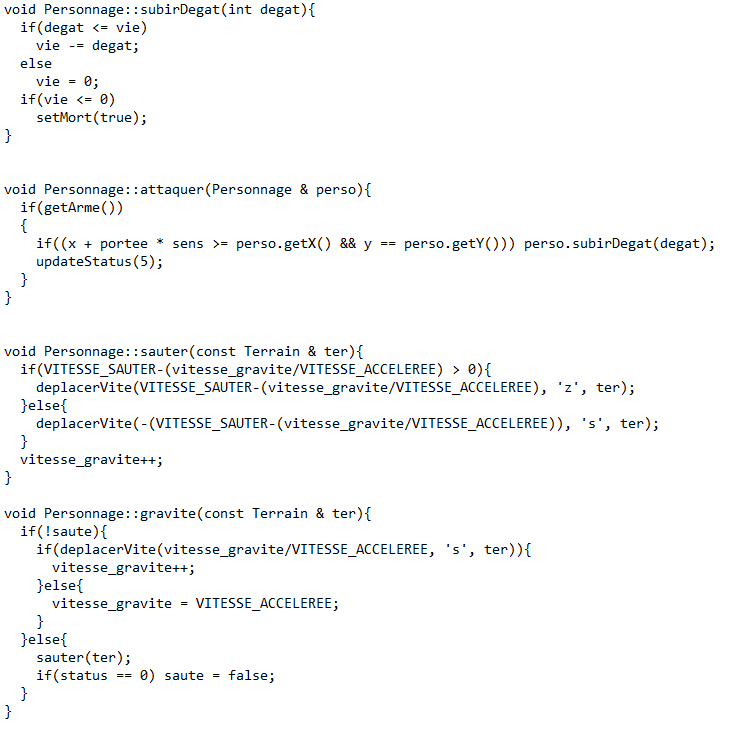 void Personnage::subirDegat(int degat){
  if(degat <= vie)
    vie -= degat;
  else
    vie = 0;
  if(vie <= 0)
    setMort(true);
}
void Personnage::attaquer(Personnage & perso){
  if(getArme())
  {
    if((x + portee * sens >= perso.getX() && y == perso.getY())) perso.subirDegat(degat);
    updateStatus(5);
  }
}
void Personnage::sauter(const Terrain & ter){
  if(VITESSE_SAUTER-(vitesse_gravite/VITESSE_ACCELEREE) > 0){
    deplacerVite(VITESSE_SAUTER-(vitesse_gravite/VITESSE_ACCELEREE), 'z', ter);
  }else{
    deplacerVite(-(VITESSE_SAUTER-(vitesse_gravite/VITESSE_ACCELEREE)), 's', ter);
  }
  vitesse_gravite++;
}
void Personnage::gravite(const Terrain & ter){
  if(!saute){
    if(deplacerVite(vitesse_gravite/VITESSE_ACCELEREE, 's', ter)){
      vitesse_gravite++;
    }else{
      vitesse_gravite = VITESSE_ACCELEREE;
    }
  }else{
    sauter(ter);
    if(status == 0) saute = false;
  }
}